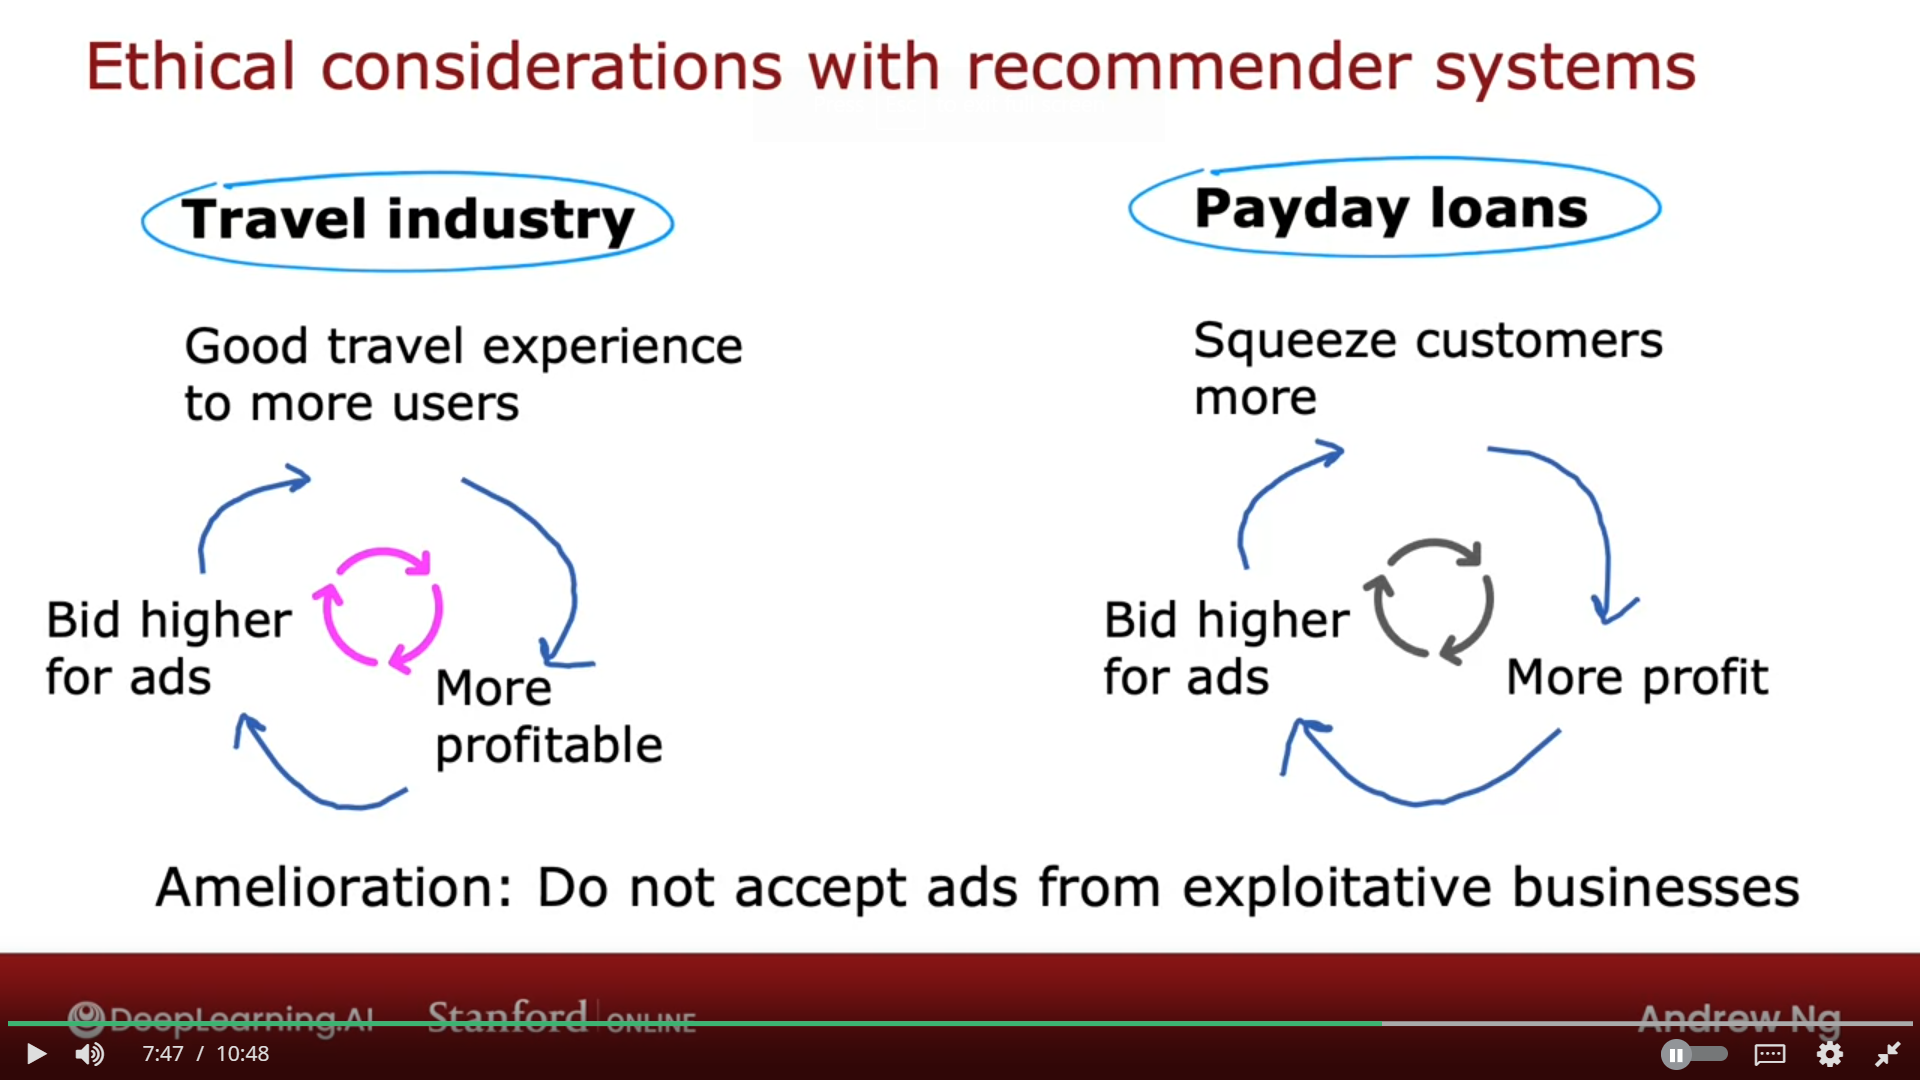 Ethical considerations with recommender systems
Travel industry
Good travel experience
to more users
Bid higher
for ads
More
profitable
Payday loans
Squeeze customers
more
Bid higher
for ads
More profit
Amelioration: Do not accept ads from exploitative businesses
DeepLearning.AI
Stanford ONLINE
Andrew Ng
7:47 / 10:48